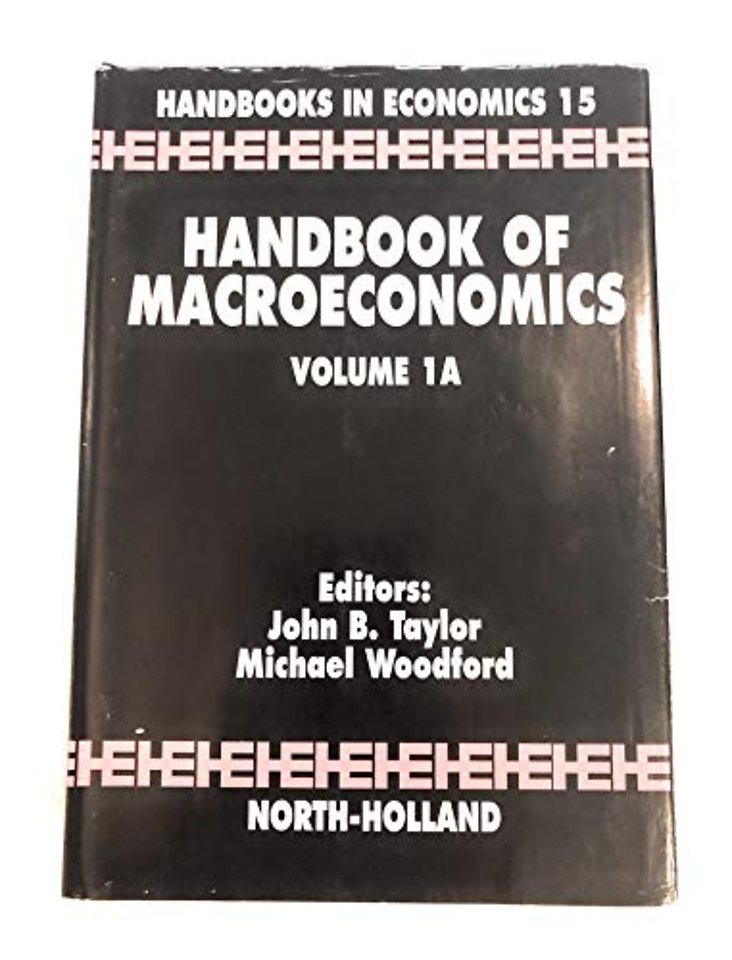 HANDBOOKS IN ECONOMICS 15
HANDBOOK OF
MACROECONOMICS
VOLUME 1A
Editors:
John B. Taylor
Michael Woodford
NORTH-HOLLAND